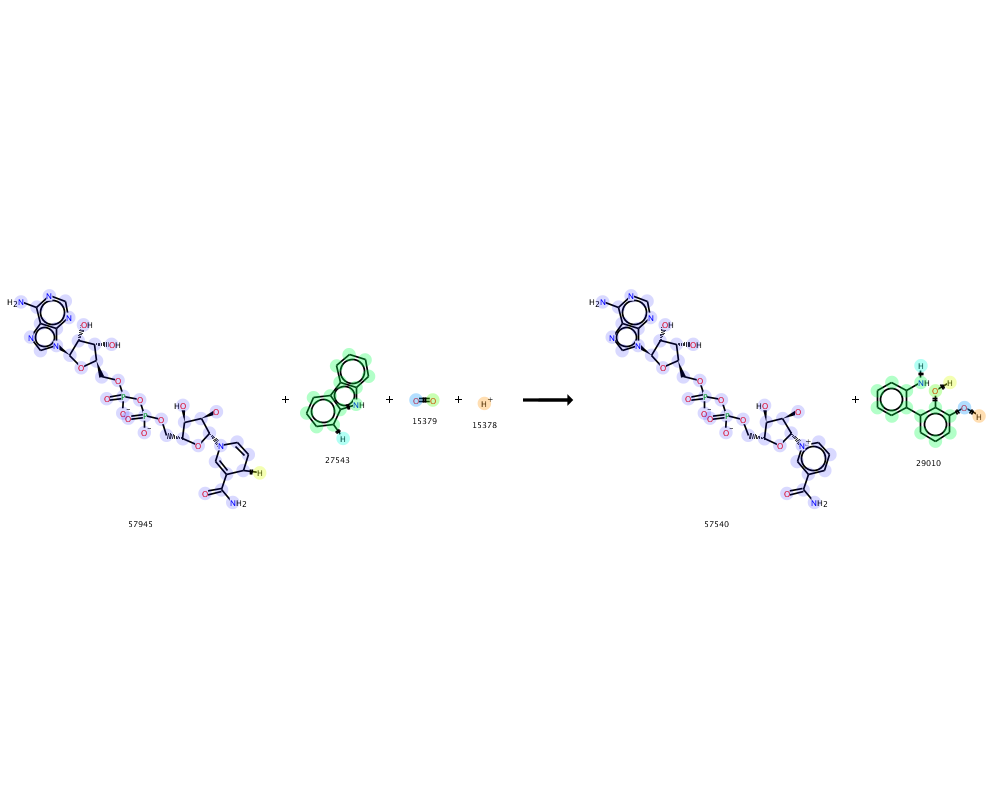 H2N N N N N OH OH O O O P O O- O O P O O- O HO O O N H O NH2
57945
+
NH H
27543
+
O O
15379
+
H+
15378
H2N N N N N OH OH O O O P O O- O O P O O- O HO O O N+ O NH2
57540
+
H NH O H O H
29010